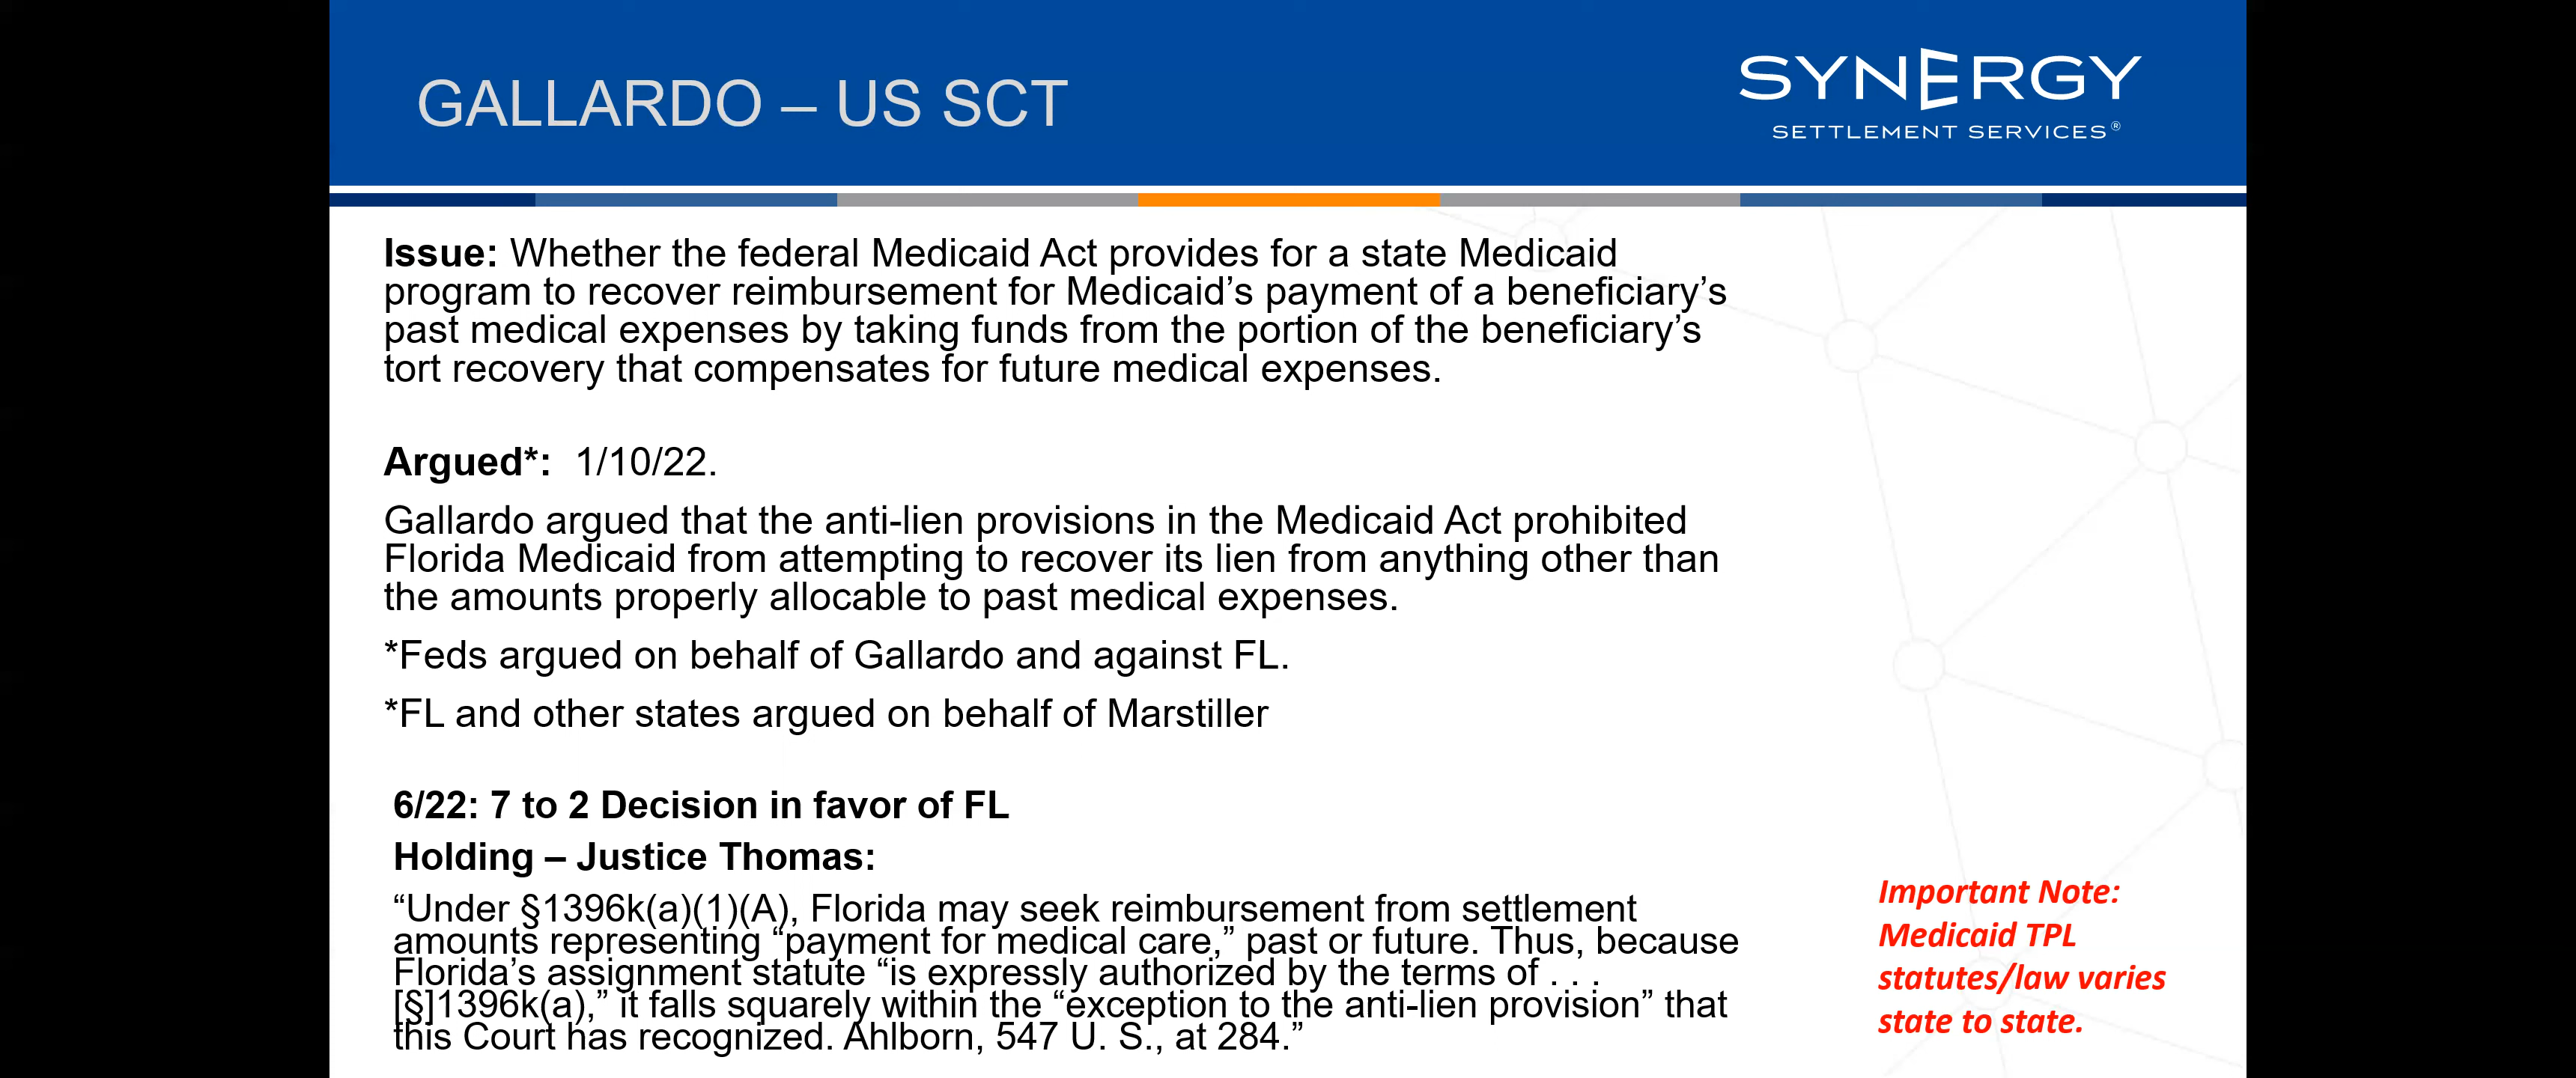 GALLARDO – US SCT
SYNERGY
SETTLEMENT SERVICES®
Issue: Whether the federal Medicaid Act provides for a state Medicaid
program to recover reimbursement for Medicaid’s payment of a beneficiary’s
past medical expenses by taking funds from the portion of the beneficiary’s
tort recovery that compensates for future medical expenses.
Argued*: 1/10/22.
Gallardo argued that the anti-lien provisions in the Medicaid Act prohibited
Florida Medicaid from attempting to recover its lien from anything other than
the amounts properly allocable to past medical expenses.
*Feds argued on behalf of Gallardo and against FL.
*FL and other states argued on behalf of Marstiller
6/22: 7 to 2 Decision in favor of FL
Holding – Justice Thomas:
“Under §1396k(a)(1)(A), Florida may seek reimbursement from settlement
amounts representing “payment for medical care,” past or future. Thus, because
Florida’s assignment statute “is expressly authorized by the terms of . . .
[§]1396k(a),” it falls squarely within the “exception to the anti-lien provision” that
this Court has recognized. Ahlborn, 547 U. S., at 284.”
Important Note:
Medicaid TPL
statutes/law varies
state to state.